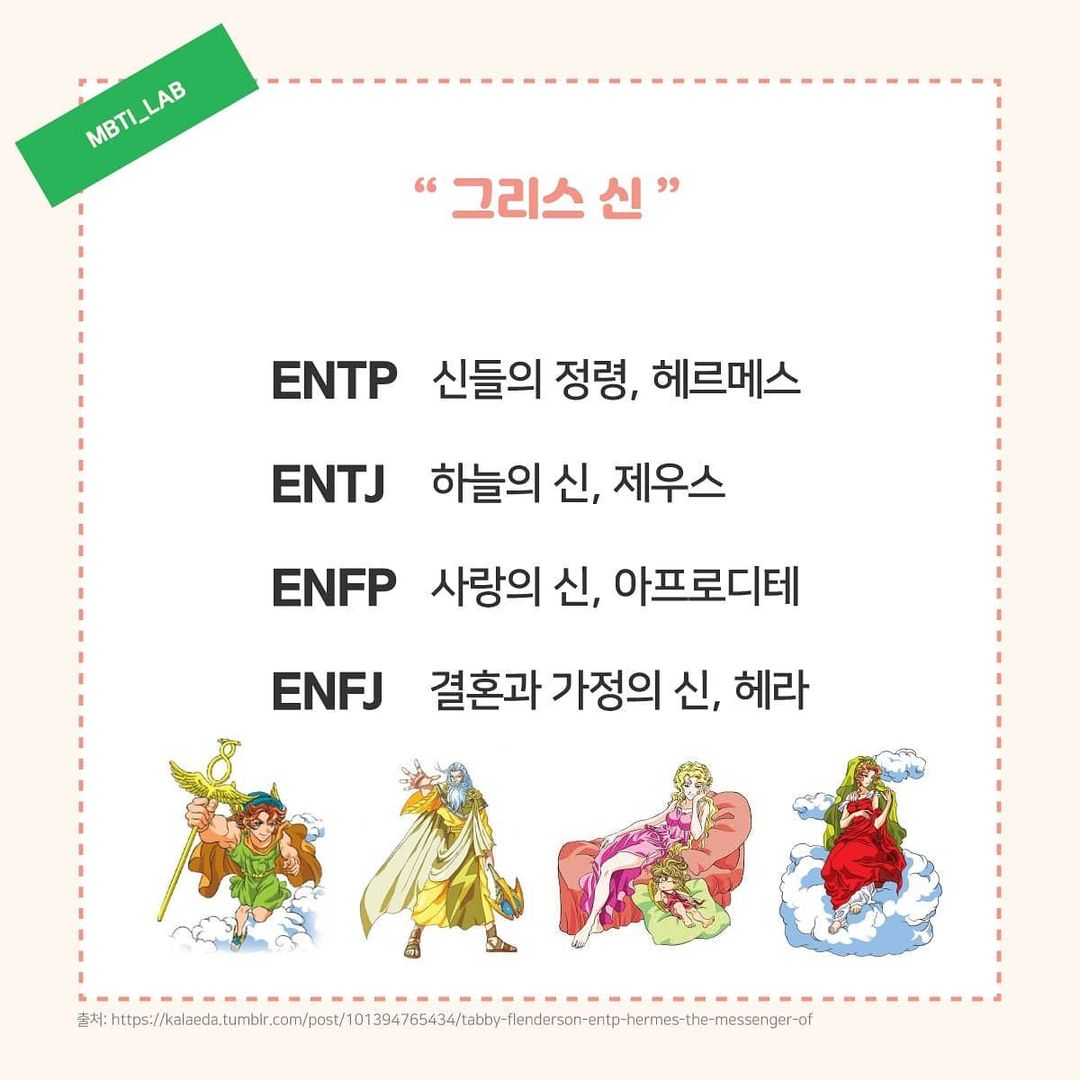 MBTI_LAB
“ 그리스 신 ”
ENTP 신들의 정령, 헤르메스
ENTJ 하늘의 신, 제우스
ENFP 사랑의 신, 아프로디테
ENFJ 결혼과 가정의 신, 헤라
출처: https://kalaeda.tumblr.com/post/101394765434/tabby-flenderson-entp-hermes-the-messenger-of